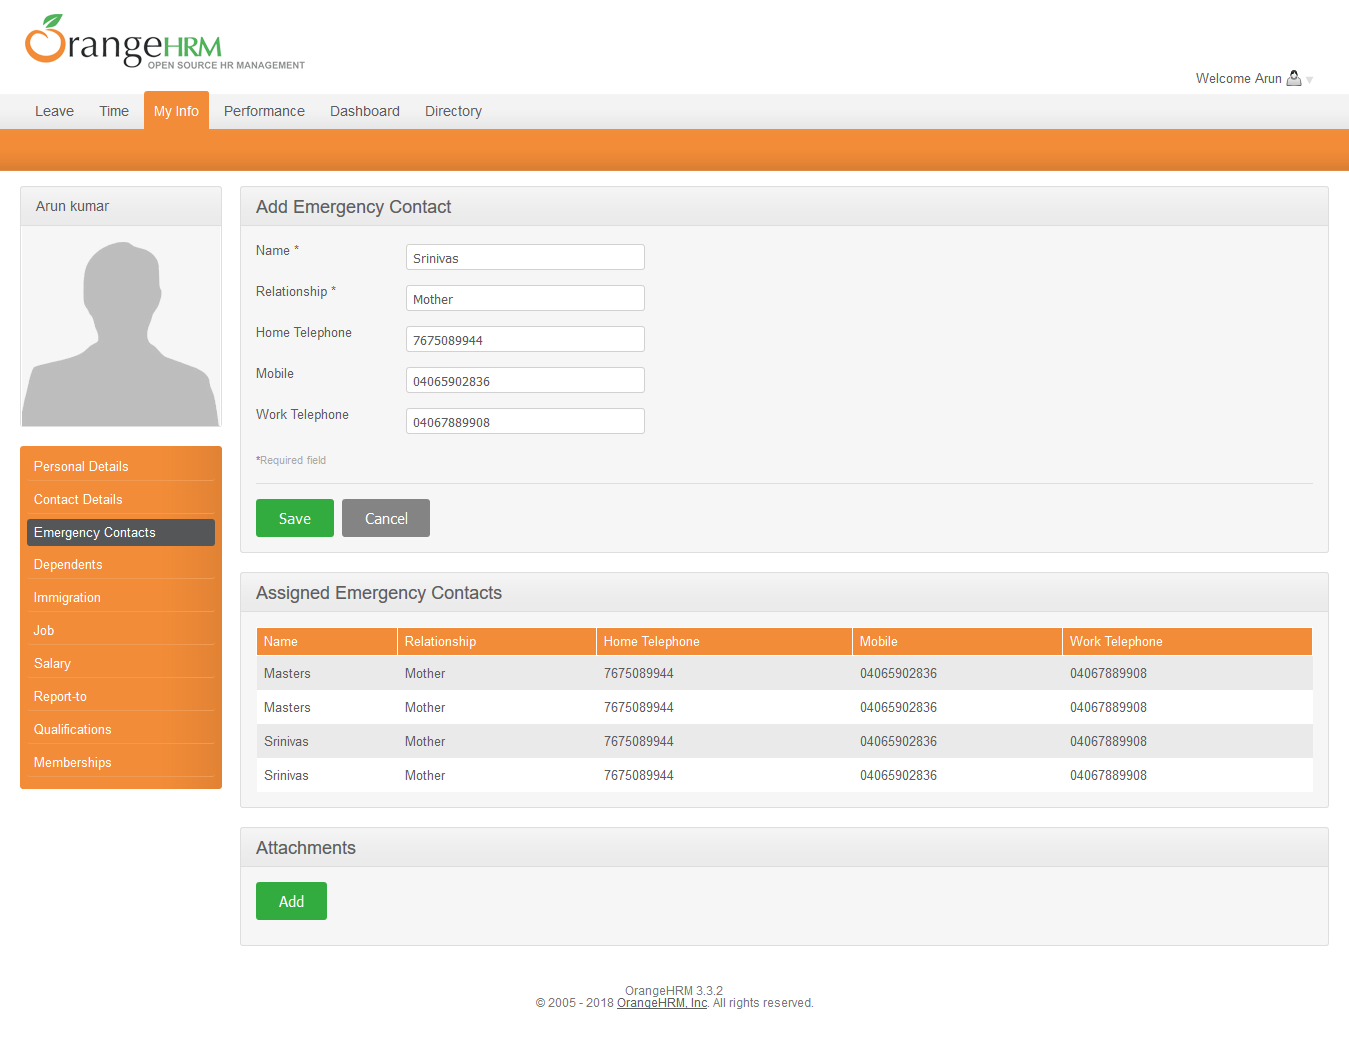 OrangeHRM
OPEN SOURCE HR MANAGEMENT
Welcome Arun
Leave Time My Info Performance Dashboard Directory
Arun kumar
Personal Details
Contact Details
Emergency Contacts
Dependents
Immigration
Job
Salary
Report-to
Qualifications
Memberships
Add Emergency Contact
Name * Srinivas
Relationship * Mother
Home Telephone 7675089944
Mobile 04065902836
Work Telephone 04067889908
*Required field
Save Cancel
Assigned Emergency Contacts
Name Relationship Home Telephone Mobile Work Telephone
Masters Mother 7675089944 04065902836 04067889908
Masters Mother 7675089944 04065902836 04067889908
Srinivas Mother 7675089944 04065902836 04067889908
Srinivas Mother 7675089944 04065902836 04067889908
Attachments
Add
OrangeHRM 3.3.2
© 2005 - 2018 OrangeHRM, Inc. All rights reserved.